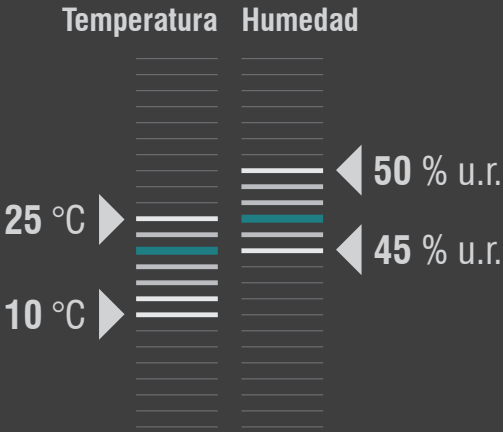 Temperatura Humedad
50 % u.r.
25 °C
45 % u.r.
10 °C